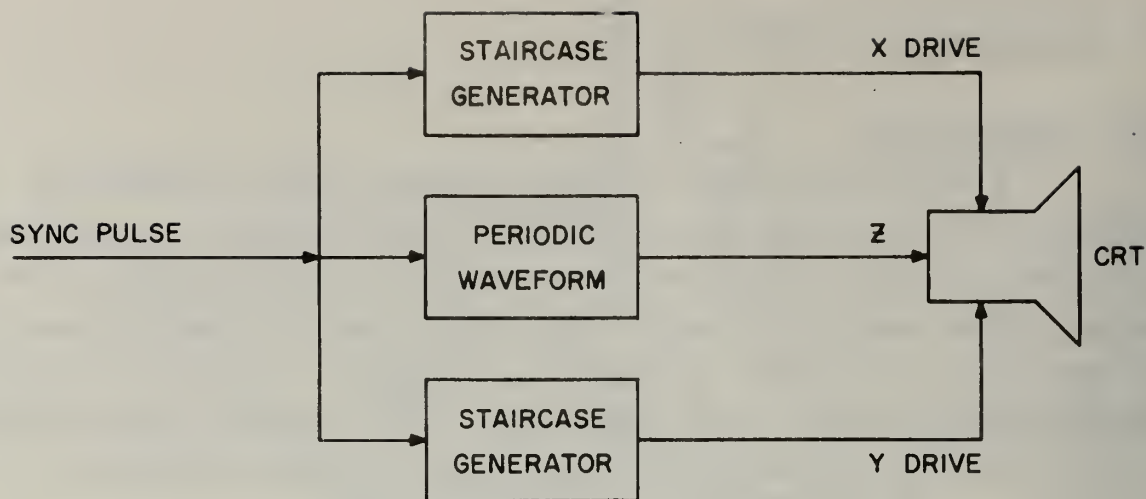 STAIRCASE
GENERATOR
X DRIVE
SYNC PULSE
PERIODIC
WAVEFORM
Z
CRT
STAIRCASE
GENERATOR
Y DRIVE